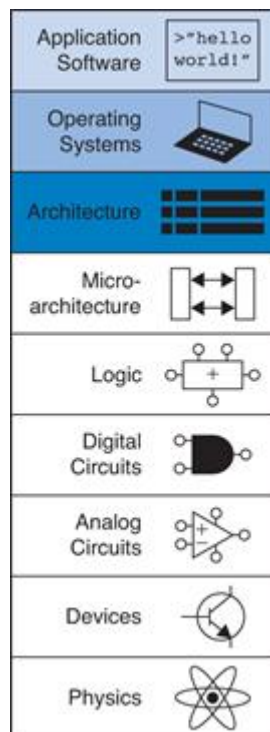 Application
Software
>"hello
world!"
Operating
Systems
Architecture
Micro-
architecture
Logic
+
Digital
Circuits
Analog
Circuits
+
−
Devices
Physics